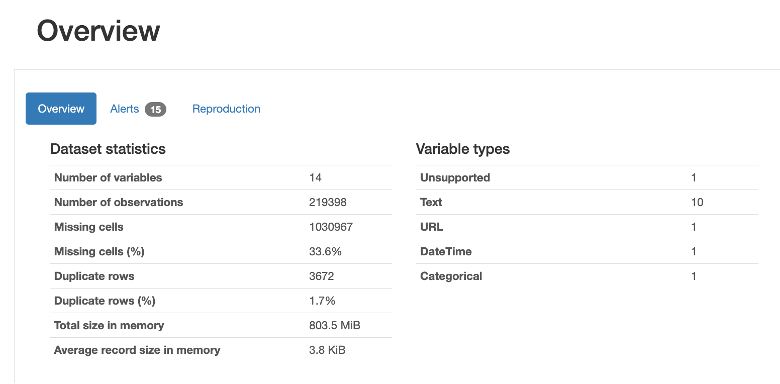 Overview
Overview Alerts 15 Reproduction
Dataset statistics
Number of variables 14
Number of observations 219398
Missing cells 1030967
Missing cells (%) 33.6%
Duplicate rows 3672
Duplicate rows (%) 1.7%
Total size in memory 803.5 MiB
Average record size in memory 3.8 KiB
Variable types
Unsupported 1
Text 10
URL 1
DateTime 1
Categorical 1